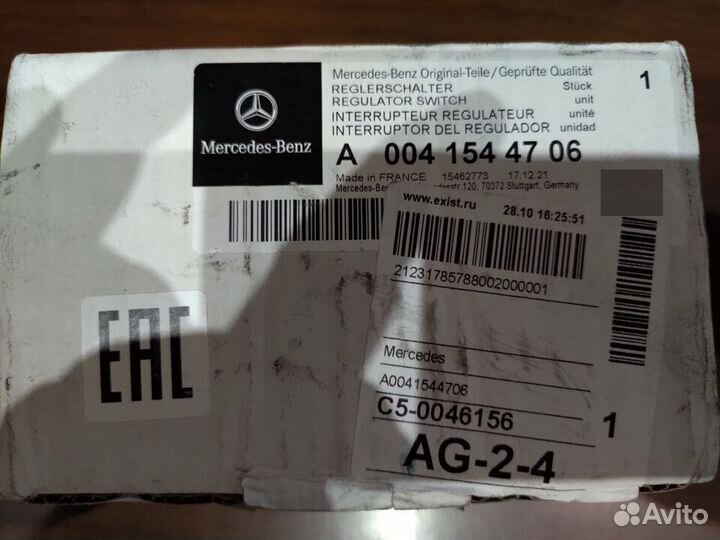 Mercedes-Benz
Mercedes-Benz Original-Teile/Geprüfte Qualität
REGLERSCHALTER Stück
REGULATOR SWITCH unit
INTERRUPTEUR REGULATEUR unité
INTERRUPTOR DEL REGULADOR unidad
1
A 004 154 47 06
Made in FRANCE 15462773 17.12.21
120, 70372 Stuttgart, Germany
www.exist.ru 28.10 16:25:51
21231785788002000001
Mercedes
A0041544706
C5-0046156
1
AG-2-4
EAC
Avito